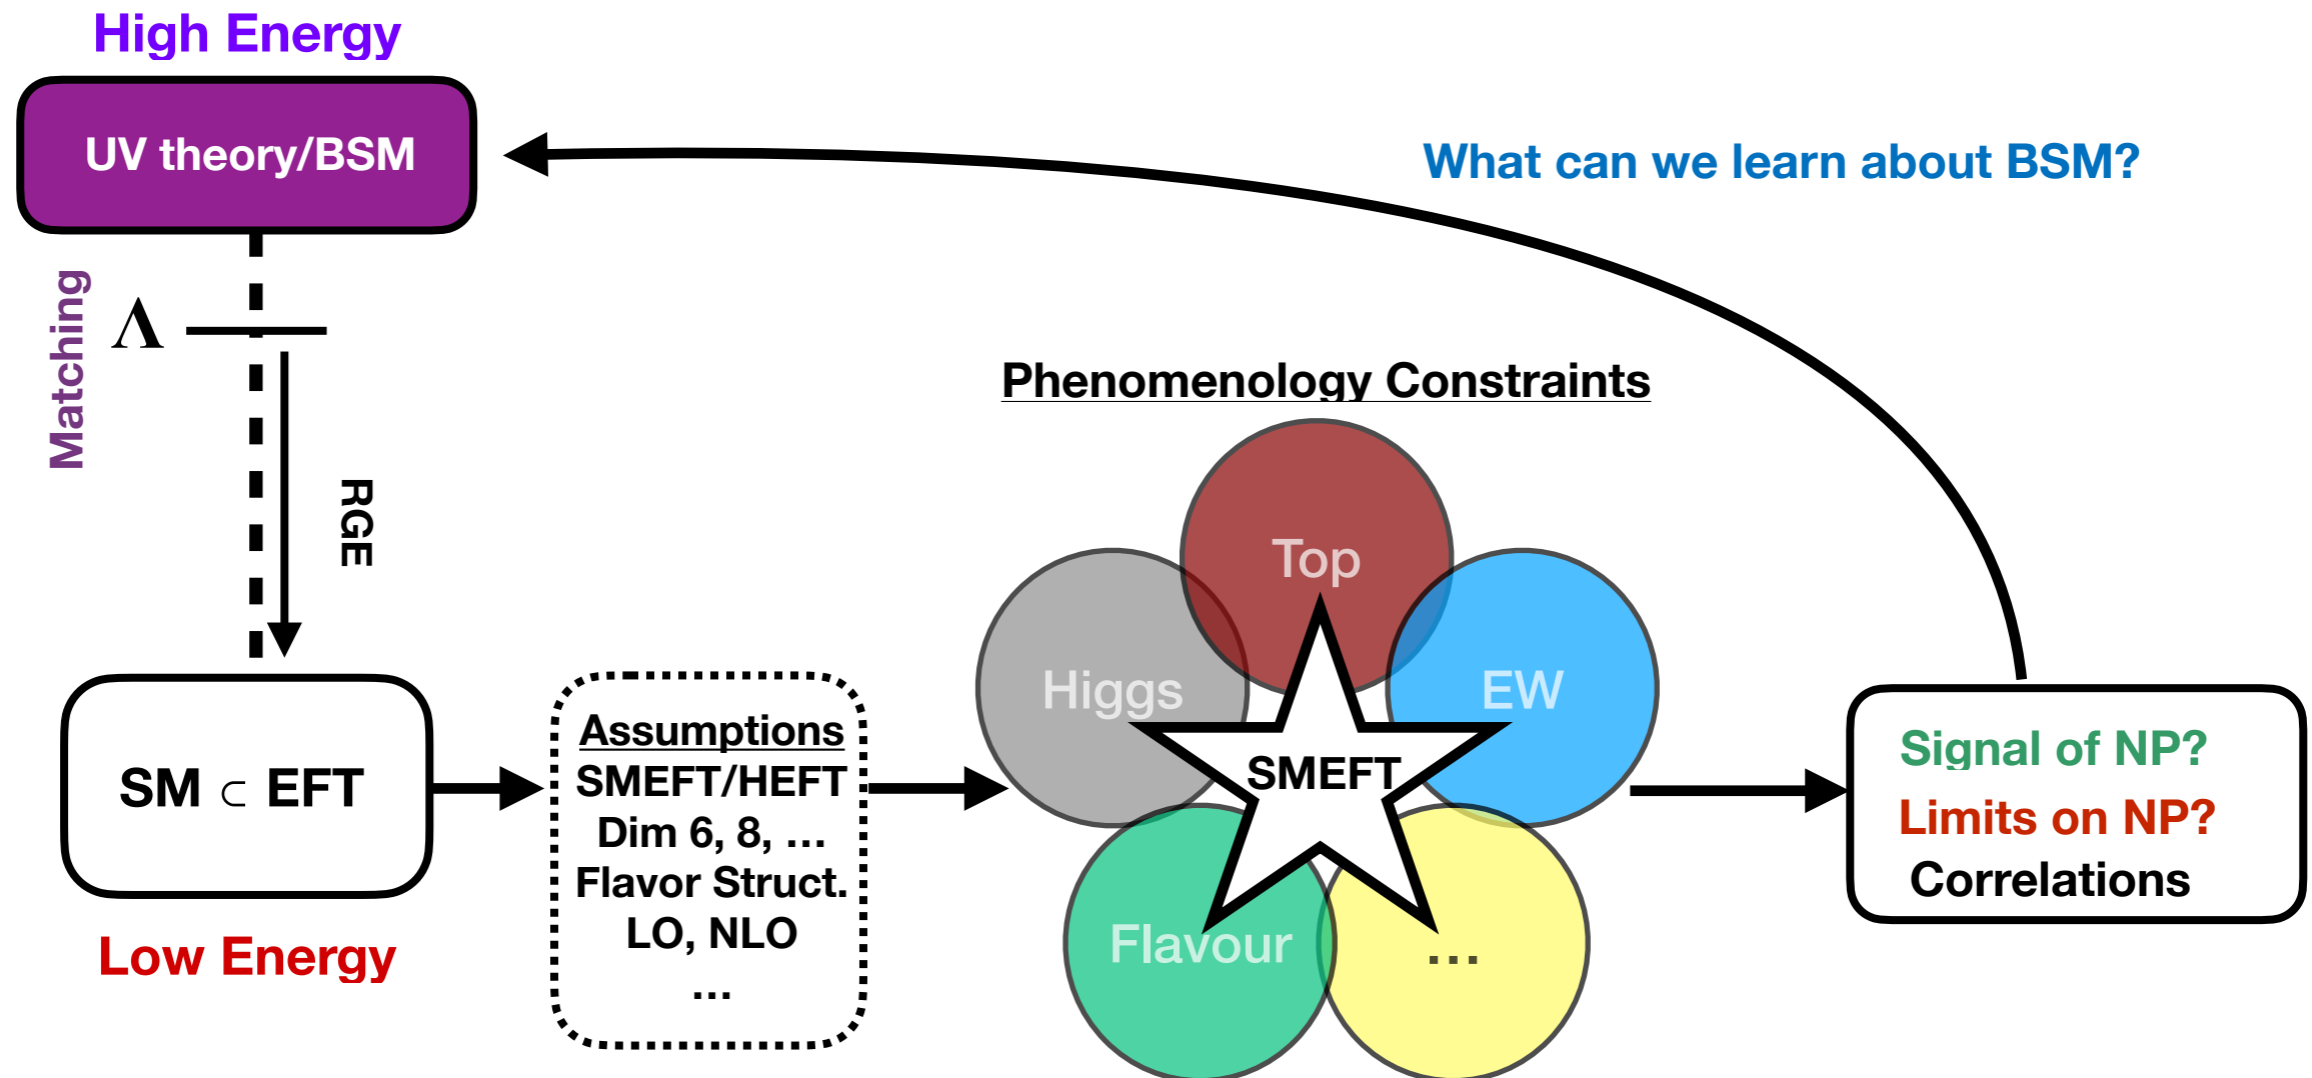 High Energy
UV theory/BSM
What can we learn about BSM?
Matching
Λ
RGE
Phenomenology Constraints
Top
Higgs
EW
SMEFT
Flavour
...
SM ⊂ EFT
Low Energy
Assumptions
SMEFT/HEFT
Dim 6, 8, ...
Flavor Struct.
LO, NLO
...
Signal of NP?
Limits on NP?
Correlations